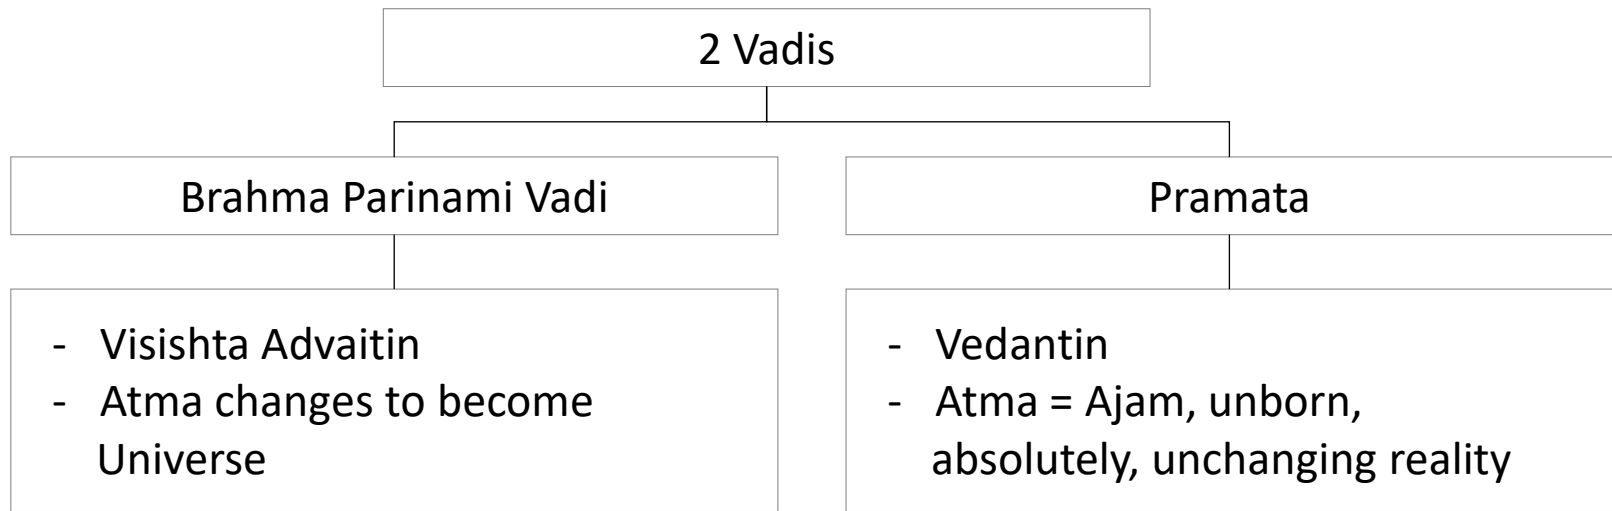 2 Vadis
Brahma Parinami Vadi
Pramata
- Visishta Advaitin
- Atma changes to become
Universe
- Vedantin
- Atma = Ajam, unborn,
absolutely, unchanging reality